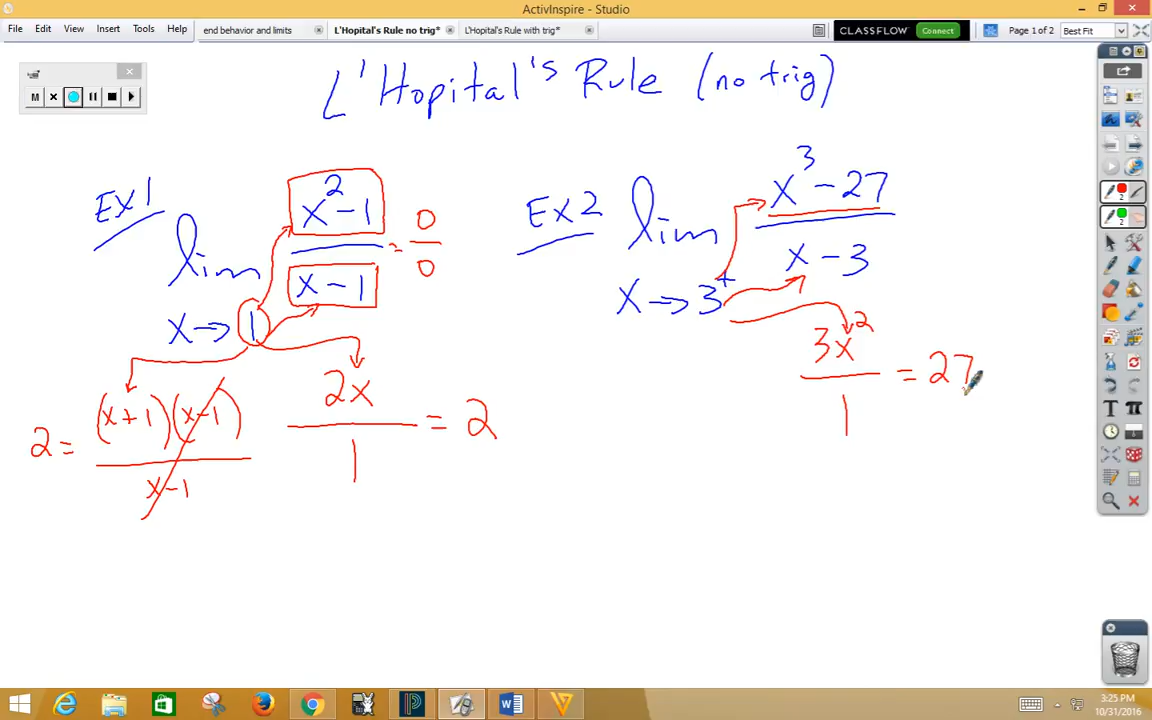 ActivInspire - Studio
File Edit View Insert Tools Help
end behavior and limits
L'Hopital's Rule no trig*
L'Hopital's Rule with trig*
CLASSFLOW Connect
Page 1 of 2
Best Fit
M
L'Hopital's Rule (no trig)
Ex1
lim
x → 1
x² - 1
x - 1
= 0/0
2 = (x+1)(x-1)
x-1
2x
1
= 2
Ex2
lim
x → 3⁺
x³ - 27
x - 3
3x²
1
= 27
2
2
T
3:25 PM
10/31/2016